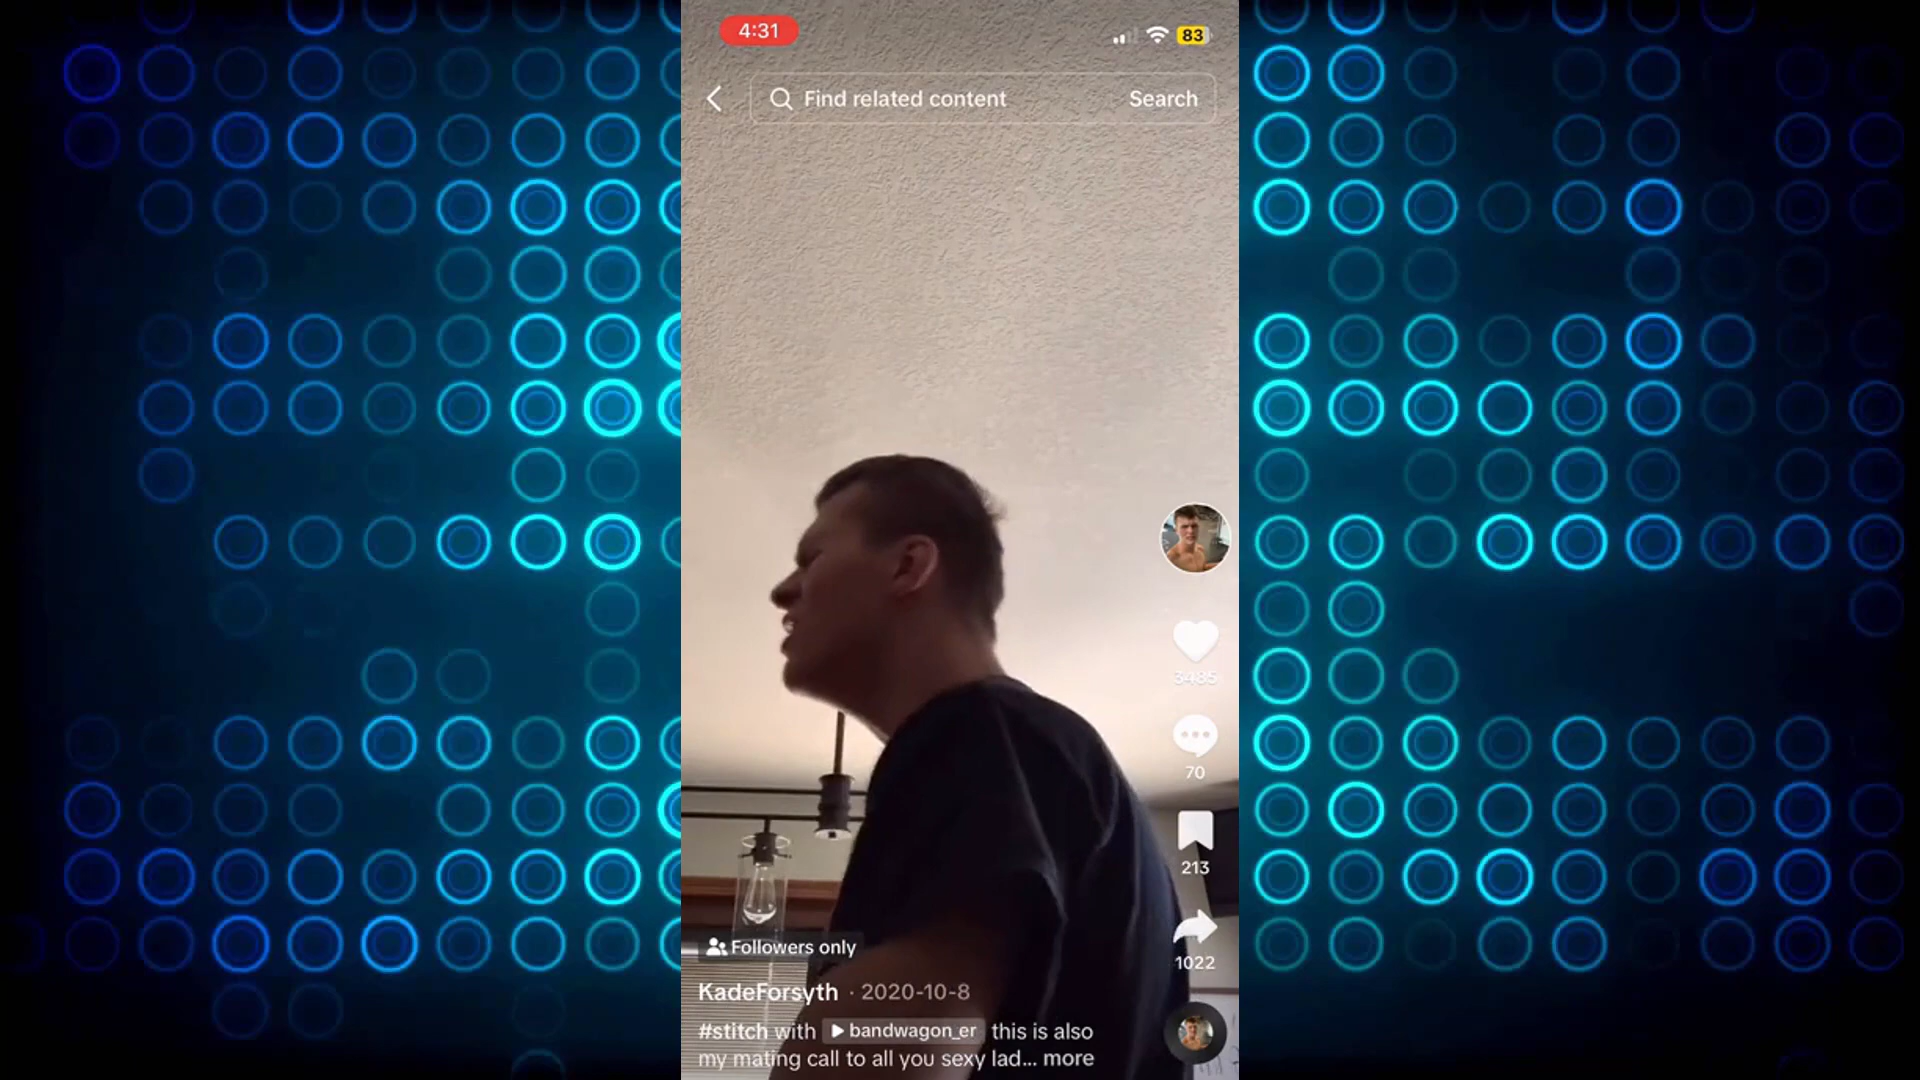 4:31
83
Find related content
Search
3485
70
213
1022
Followers only
KadeForsyth · 2020-10-8
#stitch with bandwagon_er this is also
my mating call to all you sexy lad... more